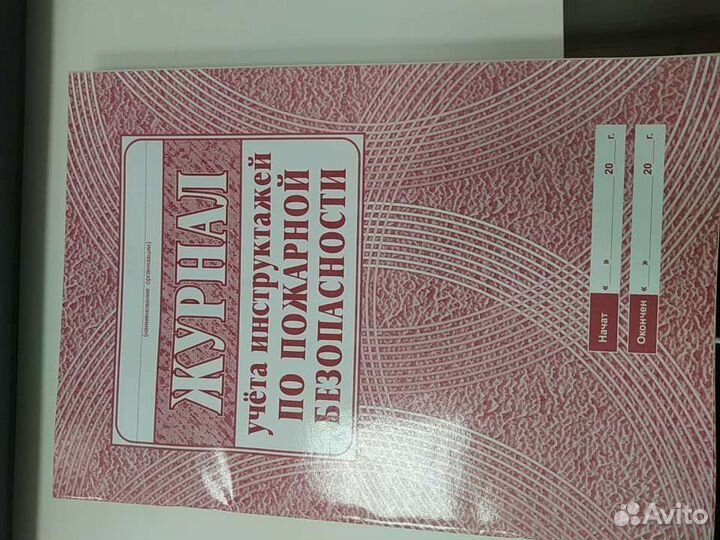 (наименование организации)
ЖУРНАЛ
учёта инструктажей
ПО ПОЖАРНОЙ
БЕЗОПАСНОСТИ
Начат « » 20 г.
Окончен « » 20 г.
Avito